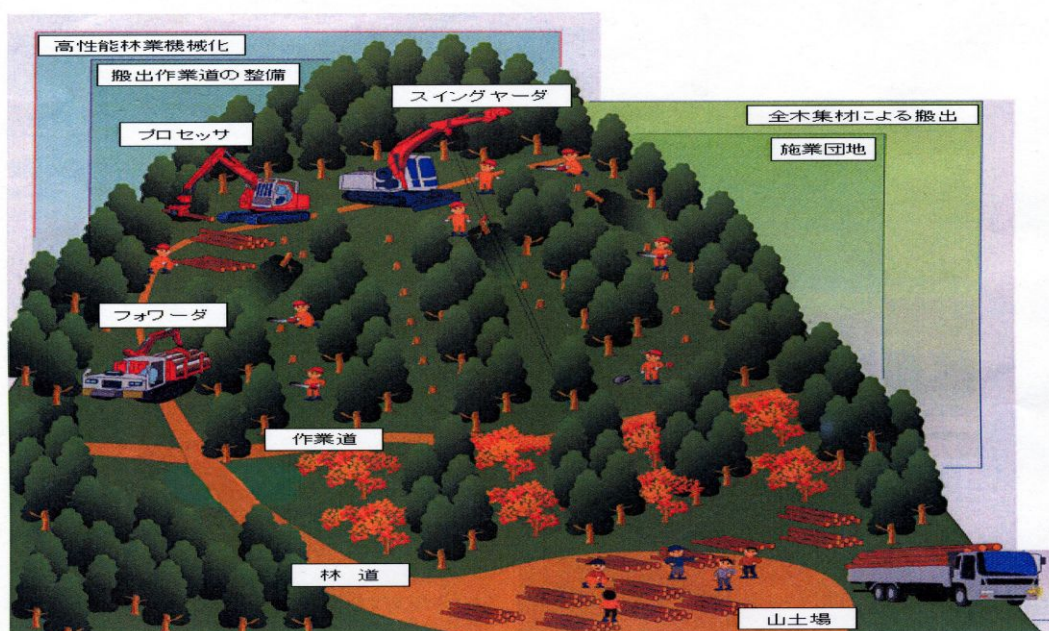 高性能林業機械化
搬出作業道の整備
スイングヤーダ
全木集材による搬出
プロセッサ
施業団地
フォワーダ
作業道
林道
山土場